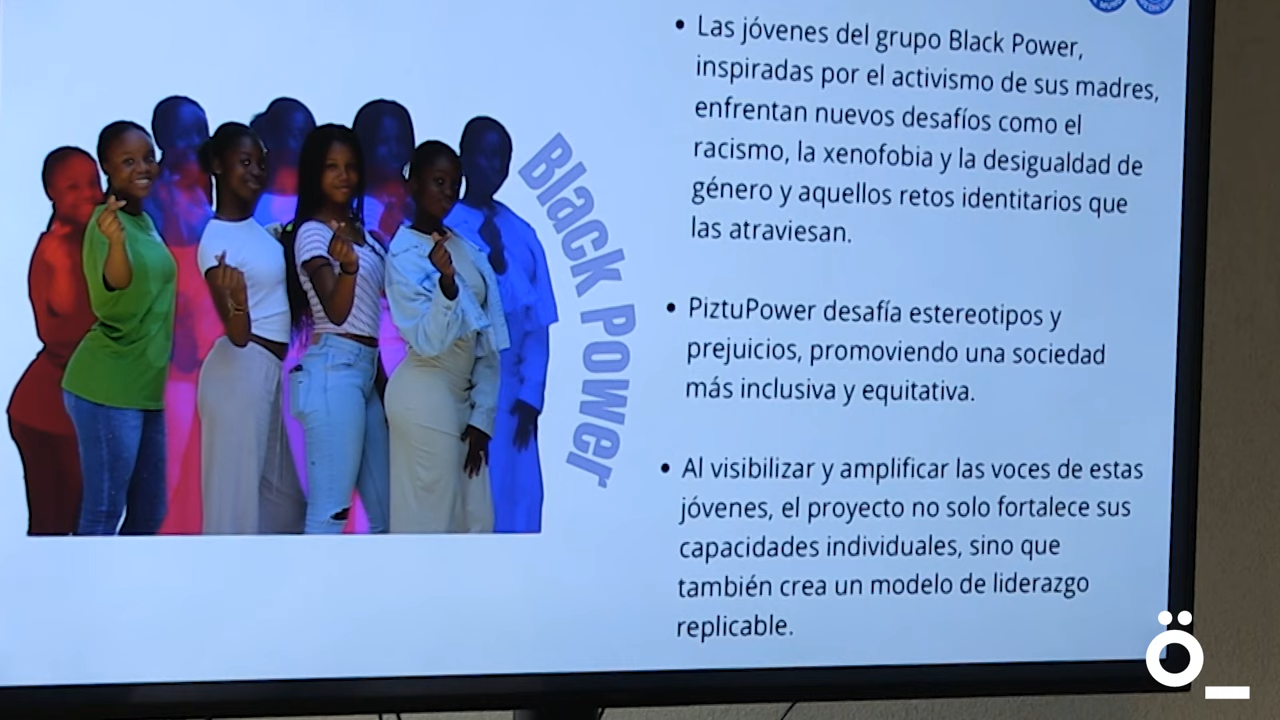 Black Power
• Las jóvenes del grupo Black Power,
inspiradas por el activismo de sus madres,
enfrentan nuevos desafíos como el
racismo, la xenofobia y la desigualdad de
género y aquellos retos identitarios que
las atraviesan.
• PiztuPower desafía estereotipos y
prejuicios, promoviendo una sociedad
más inclusiva y equitativa.
• Al visibilizar y amplificar las voces de estas
jóvenes, el proyecto no solo fortalece sus
capacidades individuales, sino que
también crea un modelo de liderazgo
replicable.
Ö_